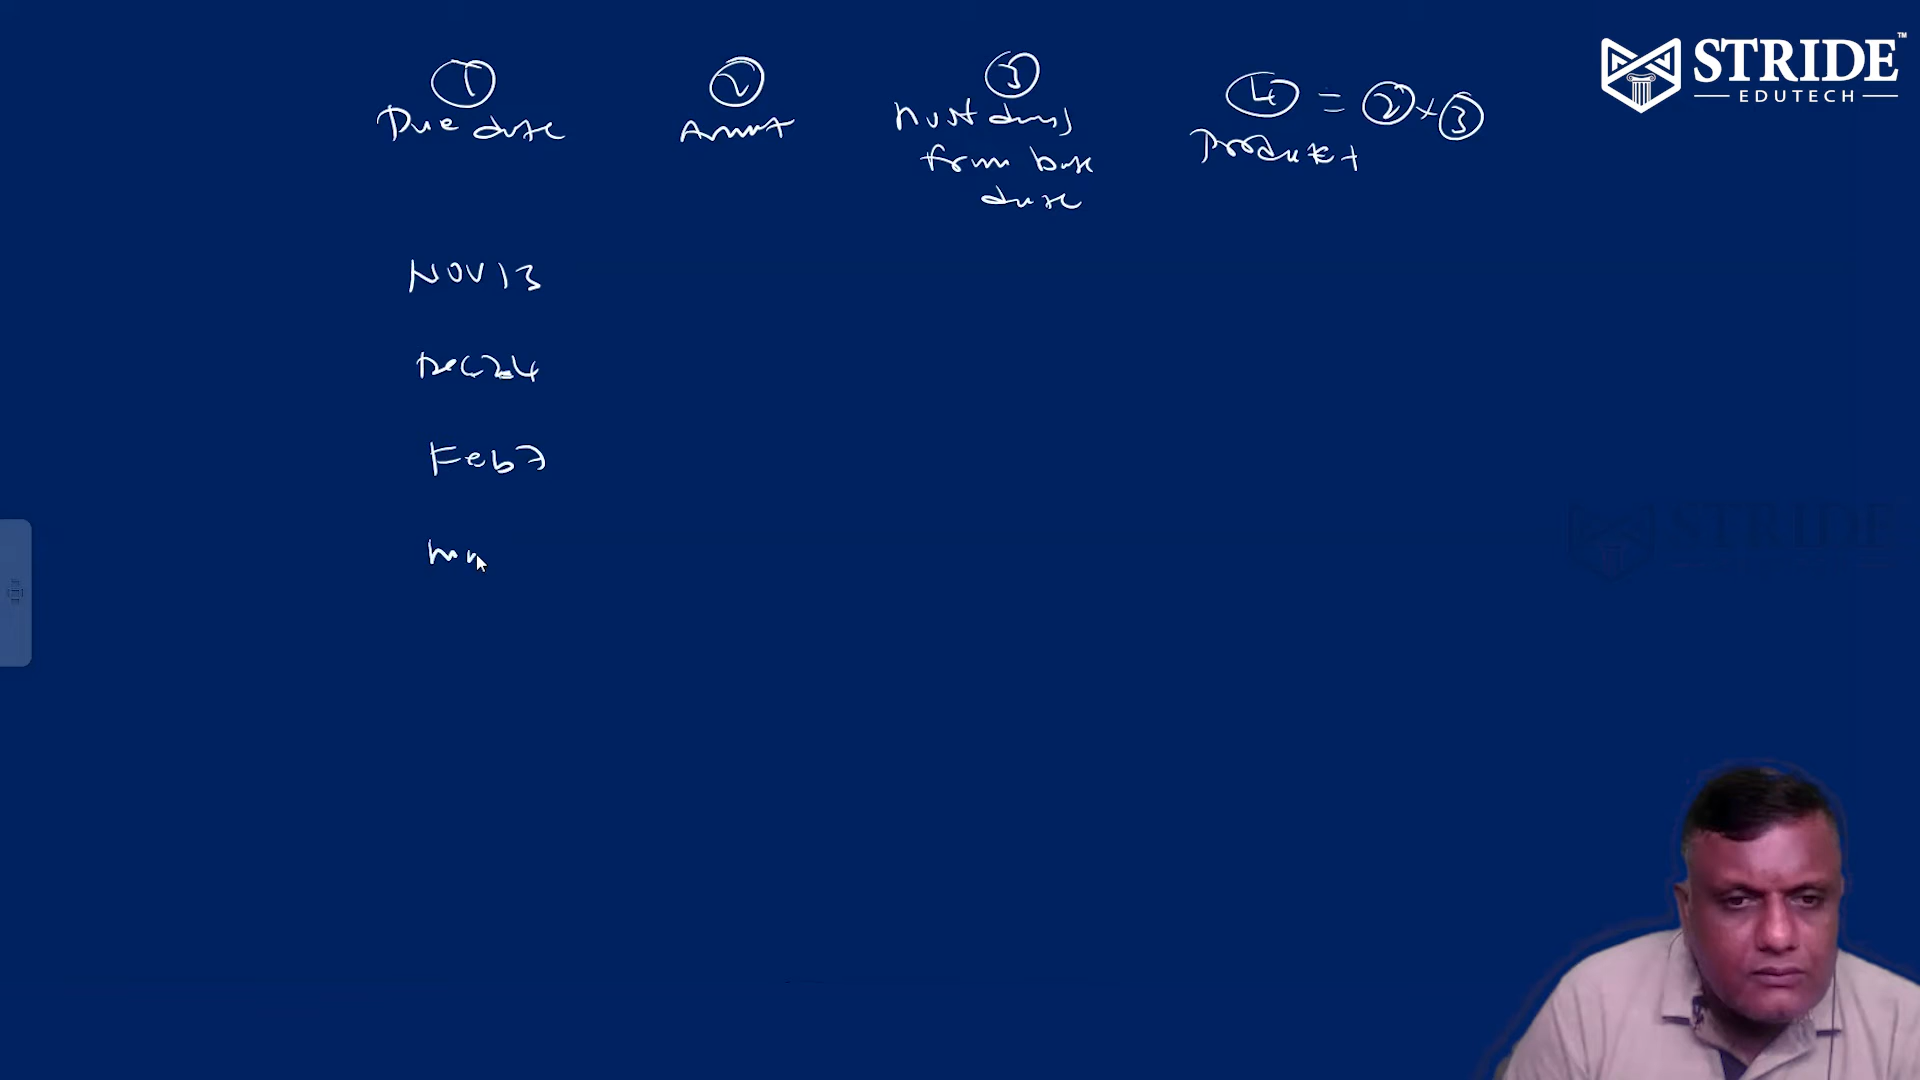 ① ② ③ ④ = ② × ③
Due date Amount No of days Product
from base
date
Nov 13
Dec 24
Feb 7
STRIDE™
EDUTECH
STRIDE